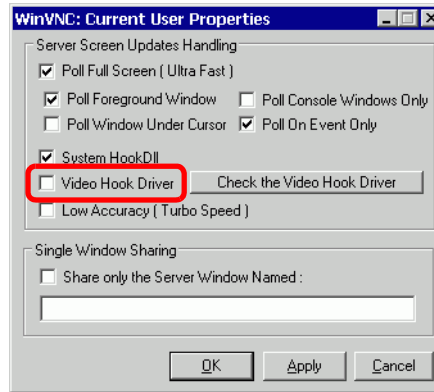 WinVNC: Current User Properties
Server Screen Updates Handling
Poll Full Screen ( Ultra Fast )
Poll Foreground Window Poll Console Windows Only
Poll Window Under Cursor Poll On Event Only
System HookDll
Video Hook Driver Check the Video Hook Driver
Low Accuracy ( Turbo Speed )
Single Window Sharing
Share only the Server Window Named :
OK Apply Cancel